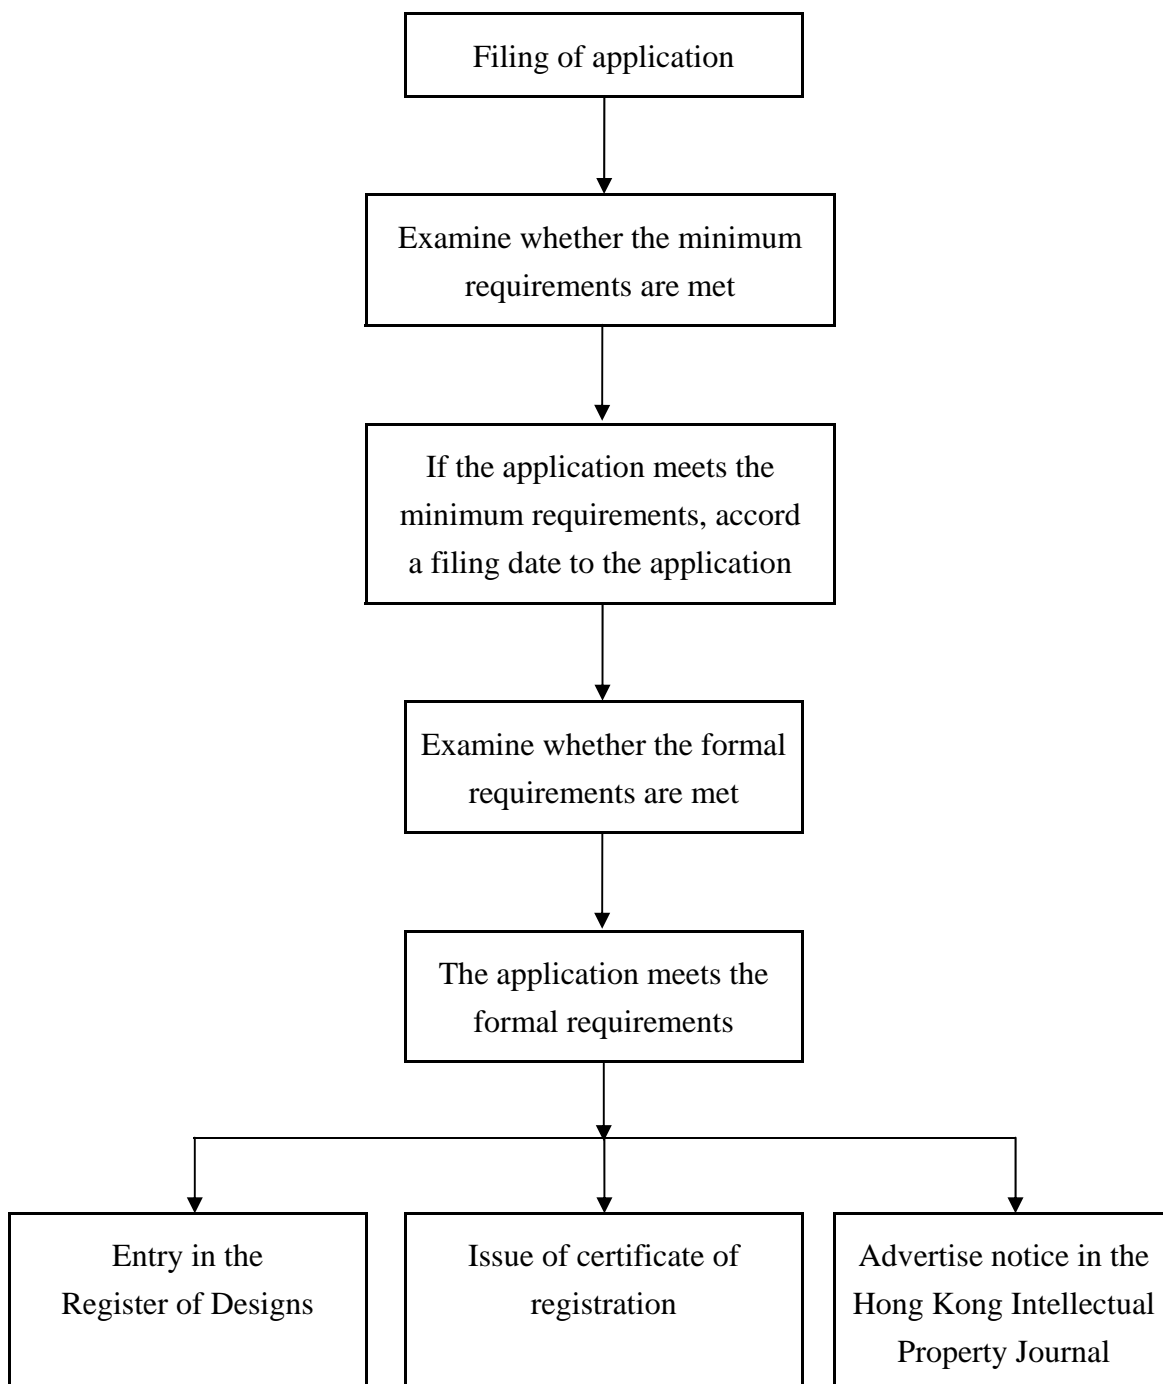 Filing of application
Examine whether the minimum
requirements are met
If the application meets the
minimum requirements, accord
a filing date to the application
Examine whether the formal
requirements are met
The application meets the
formal requirements
Entry in the
Register of Designs
Issue of certificate of
registration
Advertise notice in the
Hong Kong Intellectual
Property Journal